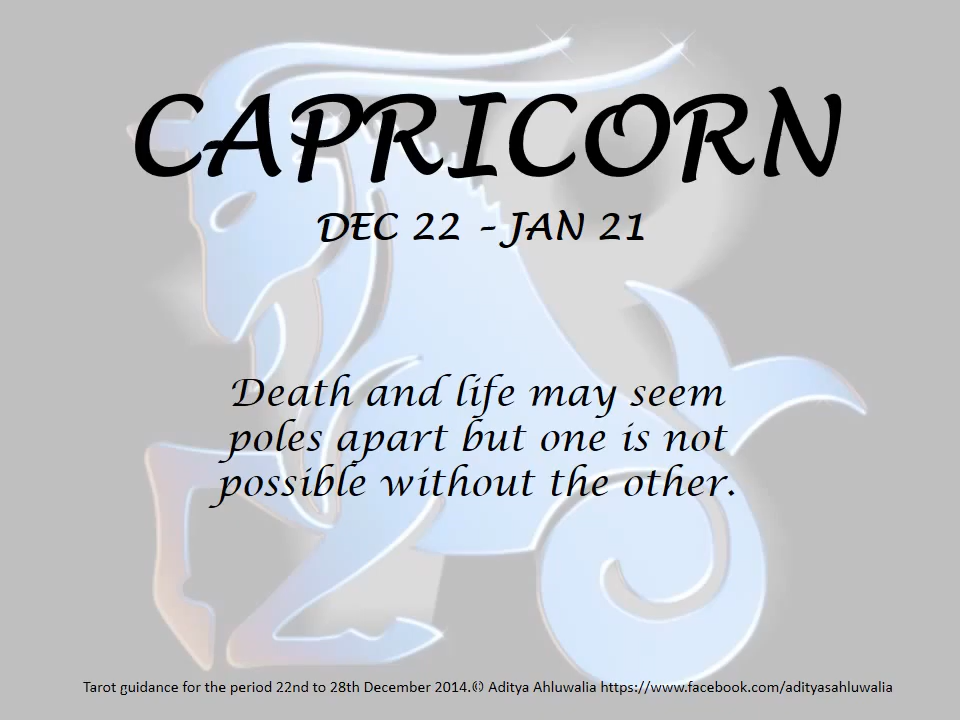 CAPRICORN
DEC 22 – JAN 21
Death and life may seem
poles apart but one is not
possible without the other.
Tarot guidance for the period 22nd to 28th December 2014.© Aditya Ahluwalia https://www.facebook.com/adityasahluwalia